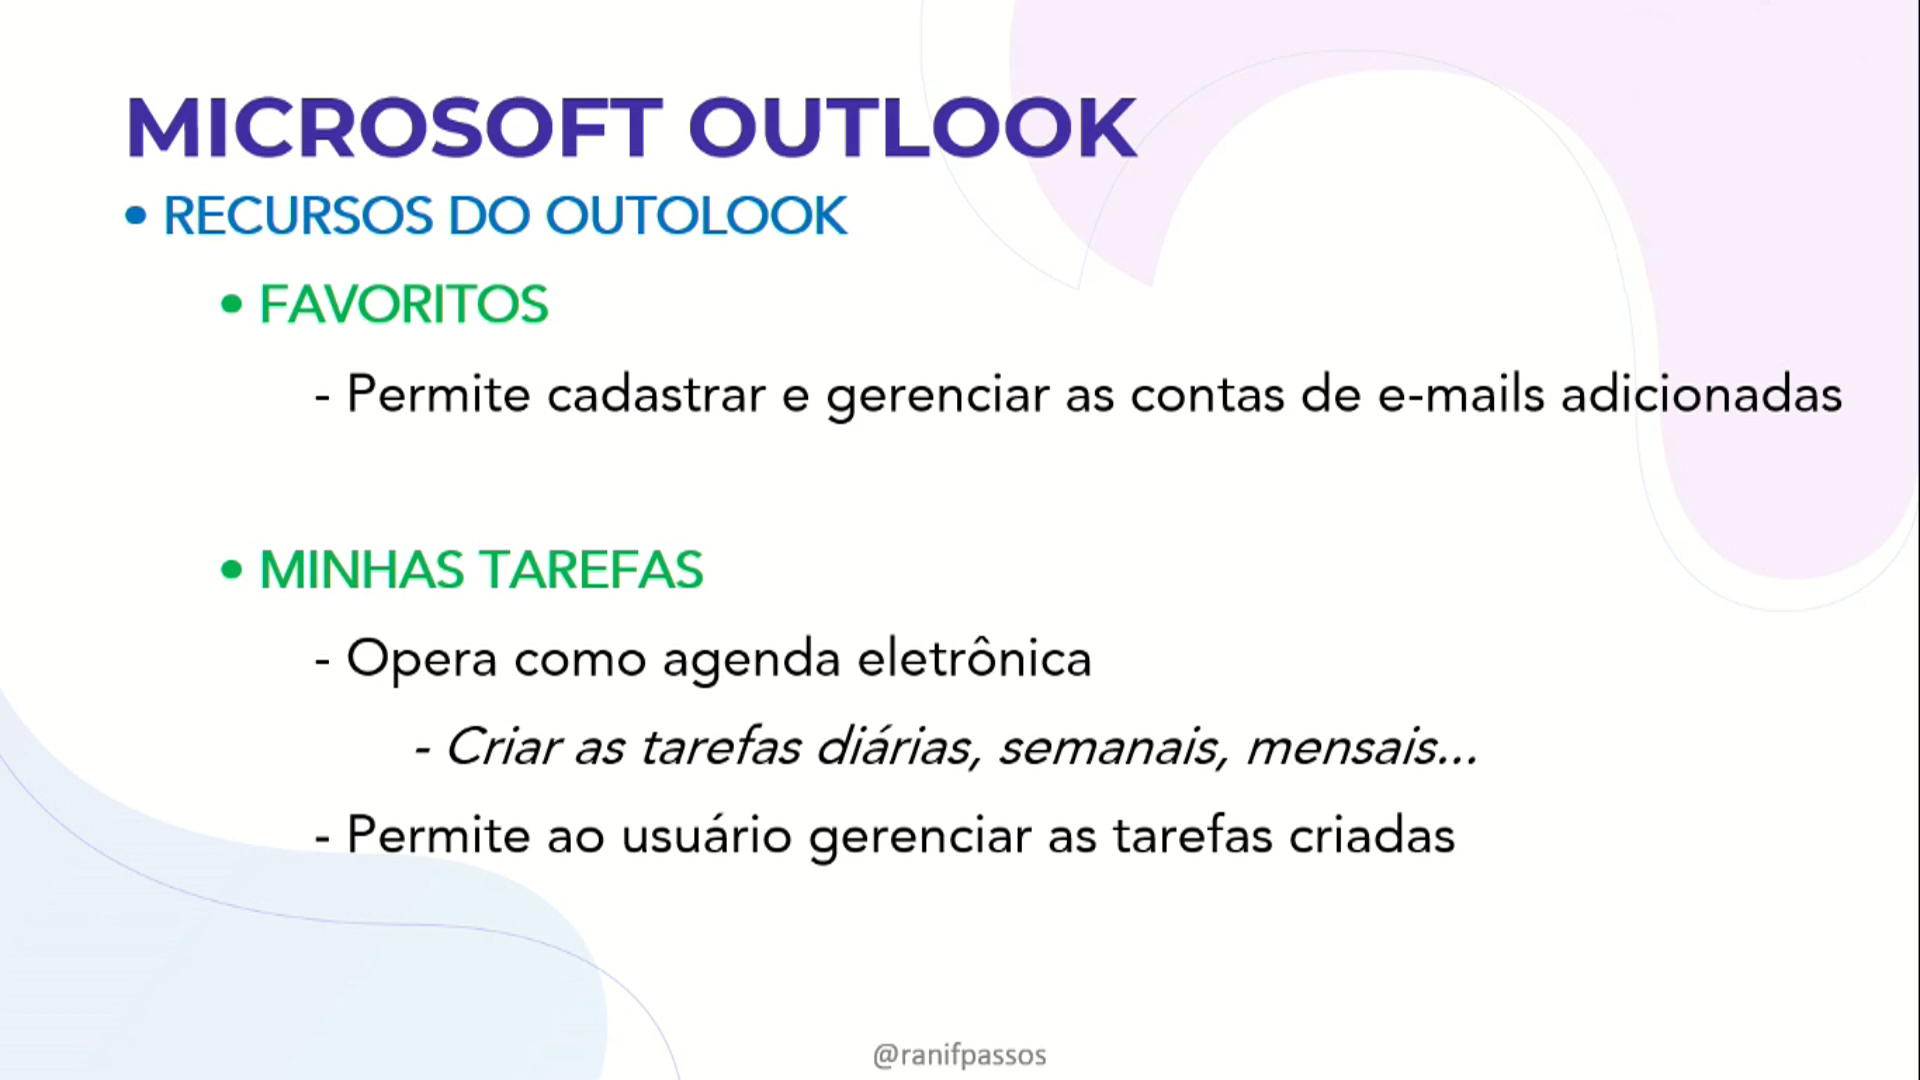 MICROSOFT OUTLOOK
• RECURSOS DO OUTOLOOK
• FAVORITOS
- Permite cadastrar e gerenciar as contas de e-mails adicionadas
• MINHAS TAREFAS
- Opera como agenda eletrônica
- Criar as tarefas diárias, semanais, mensais...
- Permite ao usuário gerenciar as tarefas criadas
@ranifpassos